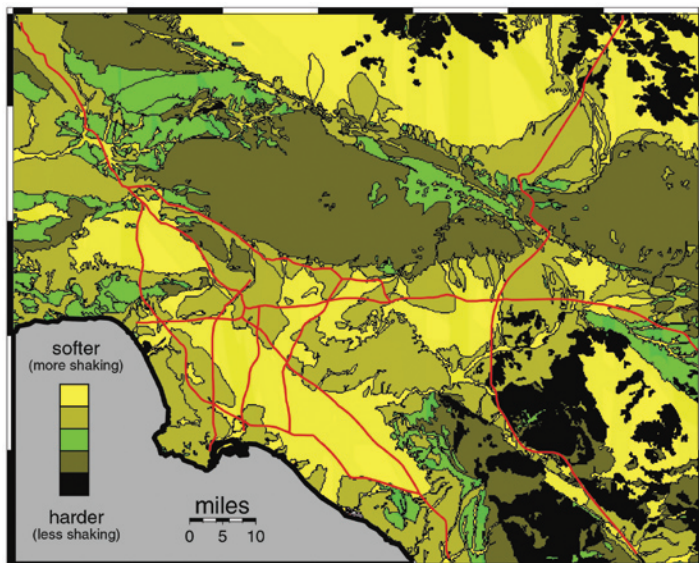 softer
(more shaking)
harder
(less shaking)
miles
0 5 10